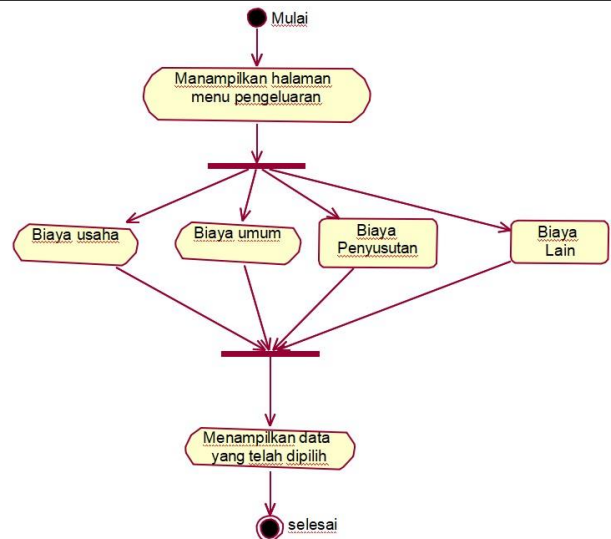 Mulai
Manampilkan halaman
menu pengeluaran
Biaya usaha
Biaya umum
Biaya
Penyusutan
Biaya
Lain
Menampilkan data
yang telah dipilih
selesai